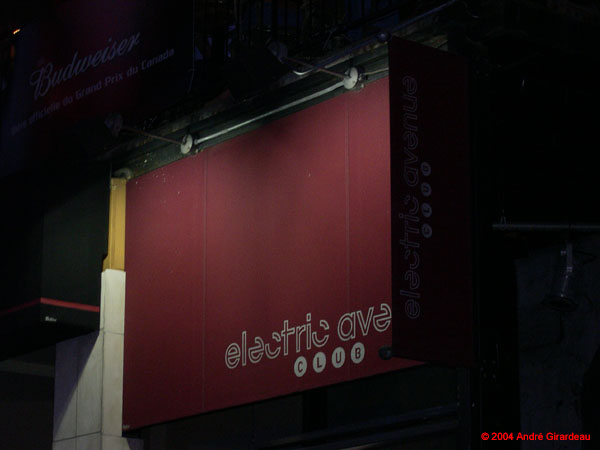 Budweiser
bière officielle du Grand Prix du Canada
electric ave
CLUB
electric avenue
CLUB
© 2004 André Girardeau